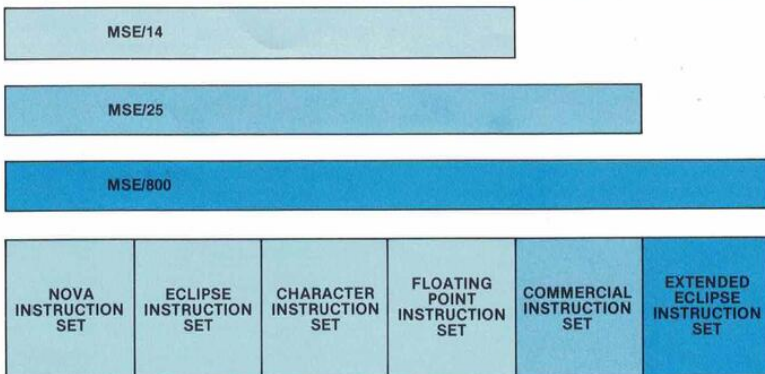 MSE/14
MSE/25
MSE/800
NOVA
INSTRUCTION
SET
ECLIPSE
INSTRUCTION
SET
CHARACTER
INSTRUCTION
SET
FLOATING
POINT
INSTRUCTION
SET
COMMERCIAL
INSTRUCTION
SET
EXTENDED
ECLIPSE
INSTRUCTION
SET